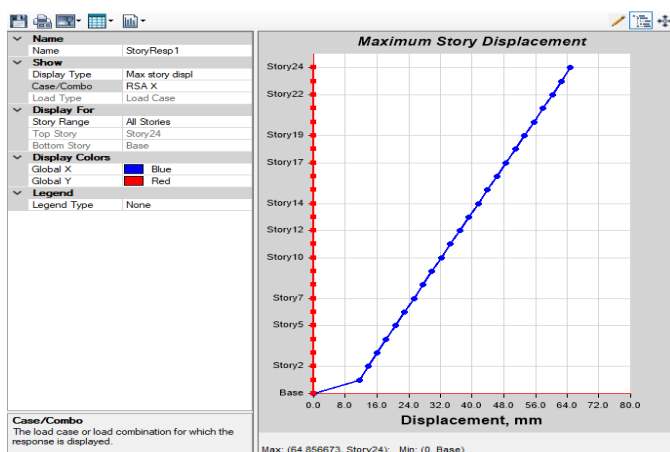 Name
Name StoryResp1
Show
Display Type Max story displ
Case/Combo RSA X
Load Type Load Case
Display For
Story Range All Stories
Top Story Story24
Bottom Story Base
Display Colors
Global X Blue
Global Y Red
Legend
Legend Type None
Case/Combo
The load case or load combination for which the
response is displayed.
Maximum Story Displacement
Story24
Story22
Story19
Story17
Story14
Story12
Story10
Story7
Story5
Story2
Base
0.0 8.0 16.0 24.0 32.0 40.0 48.0 56.0 64.0 72.0 80.0
Displacement, mm
Max: (64.856673, Story24); Min: (0, Base)